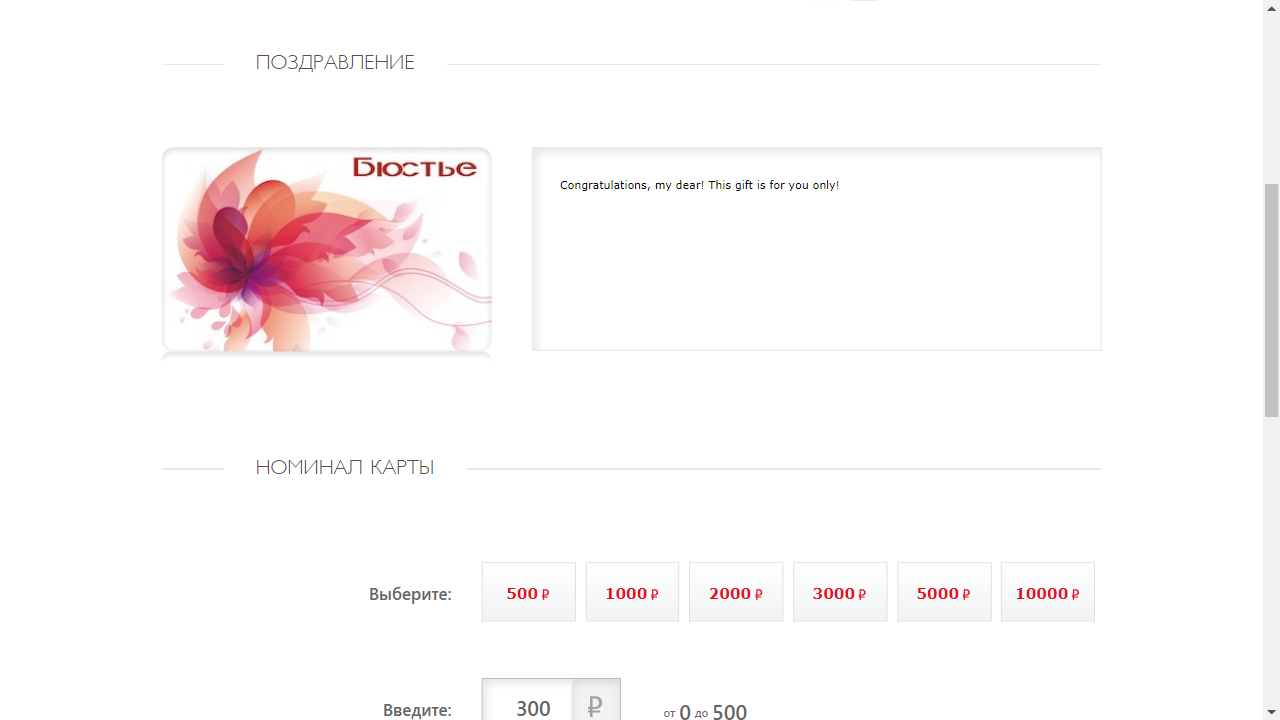 ПОЗДРАВЛЕНИЕ
Бюстье
Congratulations, my dear! This gift is for you only!
НОМИНАЛ КАРТЫ
Выберите: 500 ₽ 1000 ₽ 2000 ₽ 3000 ₽ 5000 ₽ 10000 ₽
Введите: 300 ₽ от 0 до 500